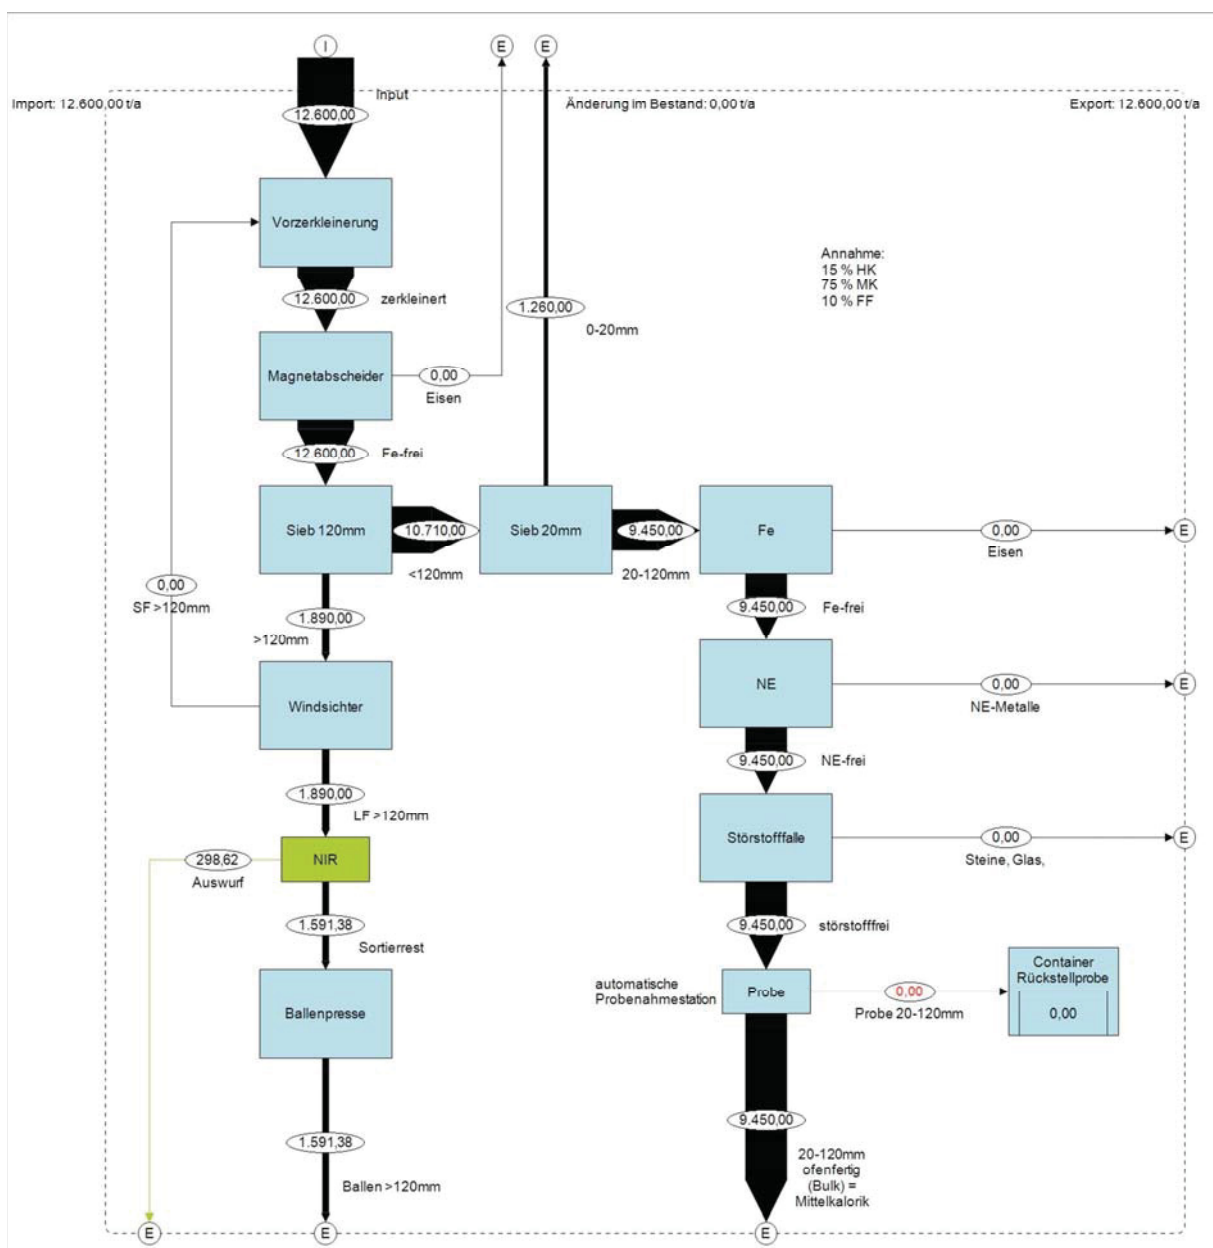 I
E
E
Import: 12.600,00 t/a
Input
Änderung im Bestand: 0,00 t/a
Export: 12.600,00 t/a
12.600,00
Vorzerkleinerung
Annahme:
15 % HK
75 % MK
10 % FF
12.600,00
zerkleinert
1.260,00
0-20mm
Magnetabscheider
0,00
Eisen
12.600,00
Fe-frei
Sieb 120mm
10.710,00
<120mm
Sieb 20mm
9.450,00
20-120mm
Fe
0,00
Eisen
E
0,00
SF >120mm
1.890,00
>120mm
9.450,00
Fe-frei
Windsichter
NE
0,00
NE-Metalle
E
1.890,00
LF >120mm
9.450,00
NE-frei
NIR
298,62
Auswurf
Störstofffalle
0,00
Steine, Glas,
E
1.591,38
Sortierrest
9.450,00
störstofffrei
Ballenpresse
automatische
Probenahmestation
Probe
0,00
Probe 20-120mm
Container
Rückstellprobe
0,00
1.591,38
Ballen >120mm
9.450,00
20-120mm
ofenfertig
(Bulk) =
Mittelkalorik
E
E
E